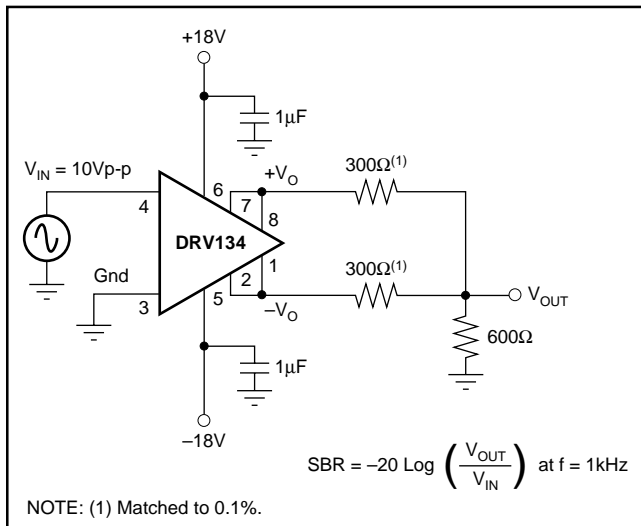 +18V
1μF
V_IN = 10Vp-p
300Ω(1)
+V_O
6
7
4
8
DRV134
1
300Ω(1)
Gnd
2
V_OUT
3
5
–V_O
600Ω
1μF
–18V
SBR = –20 Log (V_OUT / V_IN) at f = 1kHz
NOTE: (1) Matched to 0.1%.